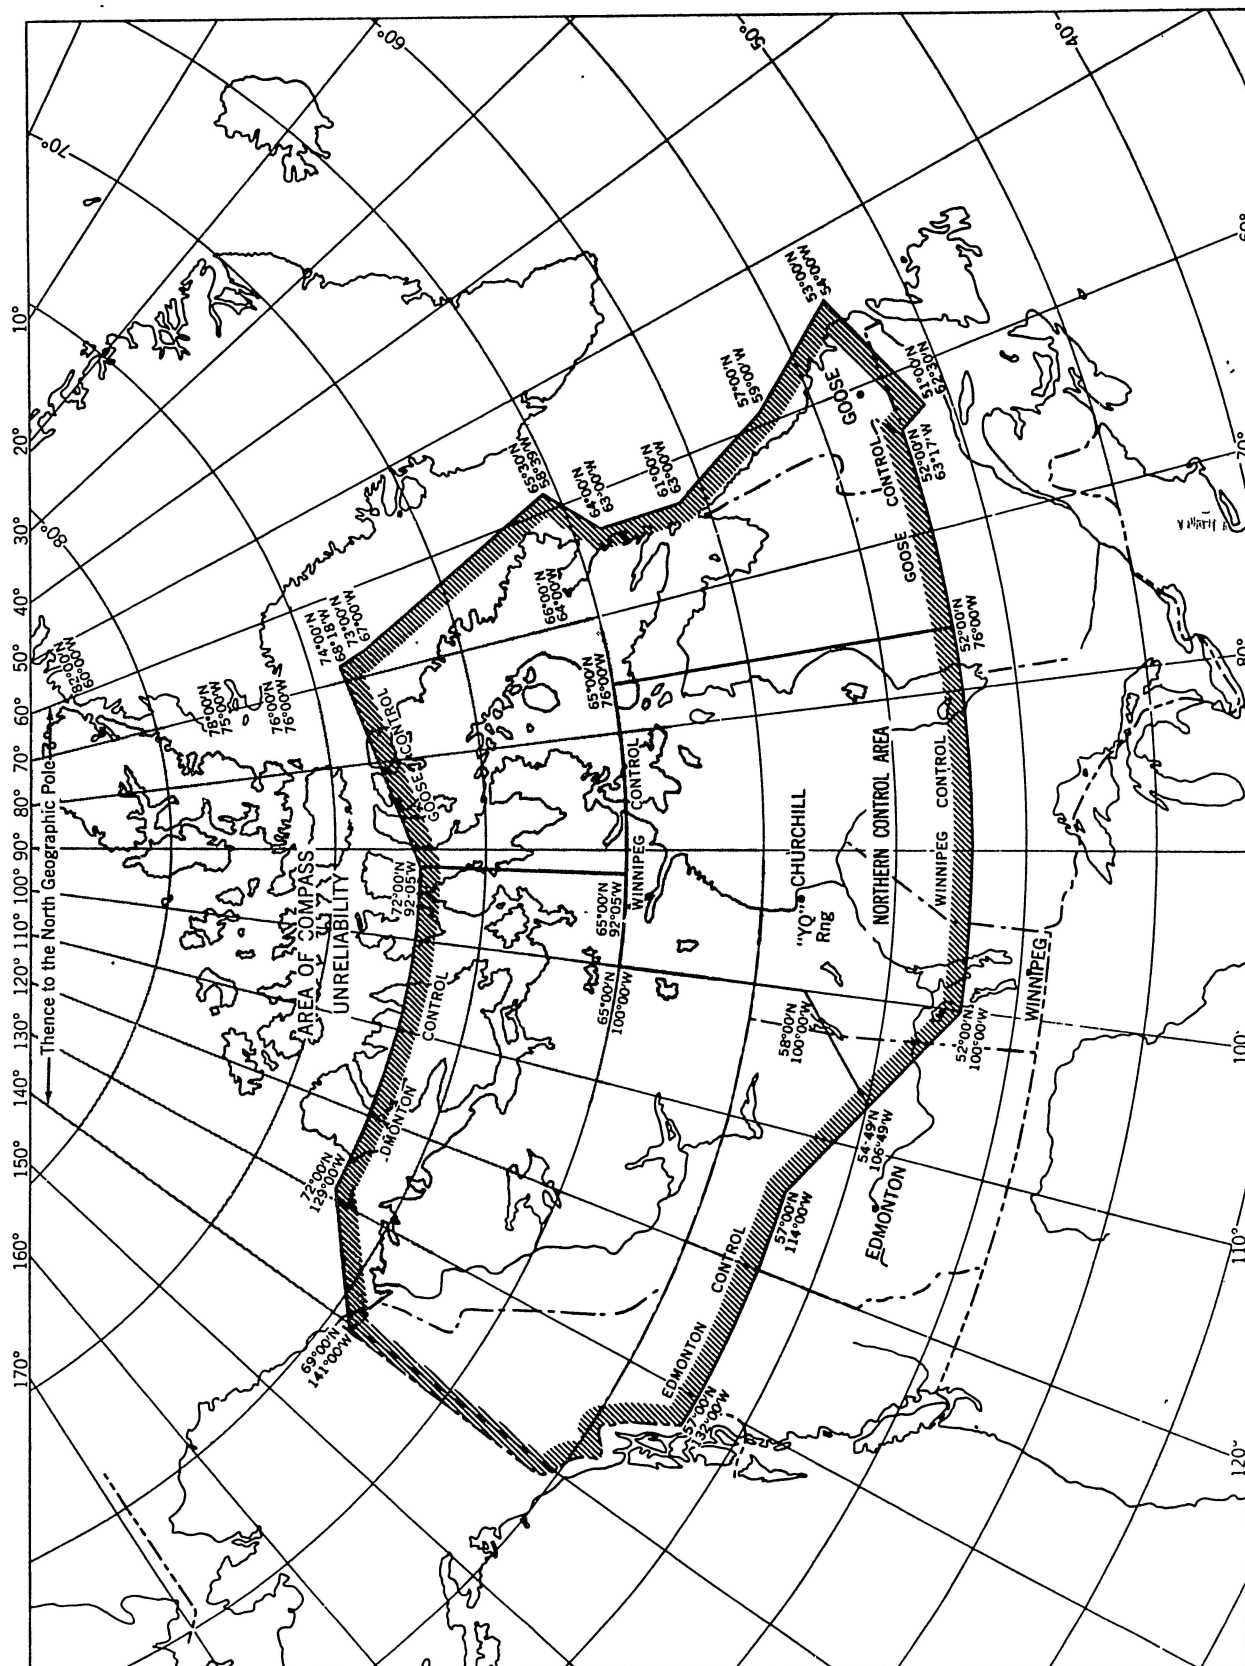 60°
50°
40°
70°
60°
10°
20°
30°
40°
50°
60°
70°
80°
90°
100°
110°
120°
130°
140°
150°
160°
170°
80°
70°
80°
100°
110°
120°
Thence to the North Geographic Pole
82°00'N
60°00'W
78°00'N
75°00'W
76°00'N
76°00'W
74°00'N
68°18'W
73°00'N
67°00'W
65°30'N
58°39'W
64°00'N
63°00'W
61°00'N
63°00'W
57°00'N
59°00'W
53°00'N
54°00'W
GOOSE
51°00'N
62°30'N
52°00'N
63°17'W
GOOSE CONTROL
52°00'N
76°00'W
66°00'N
64°00'W
65°00'N
76°00'W
GOOSE CONTROL
AREA OF COMPASS
UNRELIABILITY
72°00'N
92°05'W
WINNIPEG CONTROL
65°00'N
92°05'W
65°00'N
100°00'W
"YQ" CHURCHILL
Rng
NORTHERN CONTROL AREA
WINNIPEG CONTROL
WINNIPEG
58°00'N
100°00'W
52°00'N
100°00'W
54°49'N
106°49'W
EDMONTON
57°00'N
114°00'W
EDMONTON CONTROL
57°00'N
132°00'W
DMONTON CONTROL
72°00'N
129°00'W
69°00'N
141°00'W